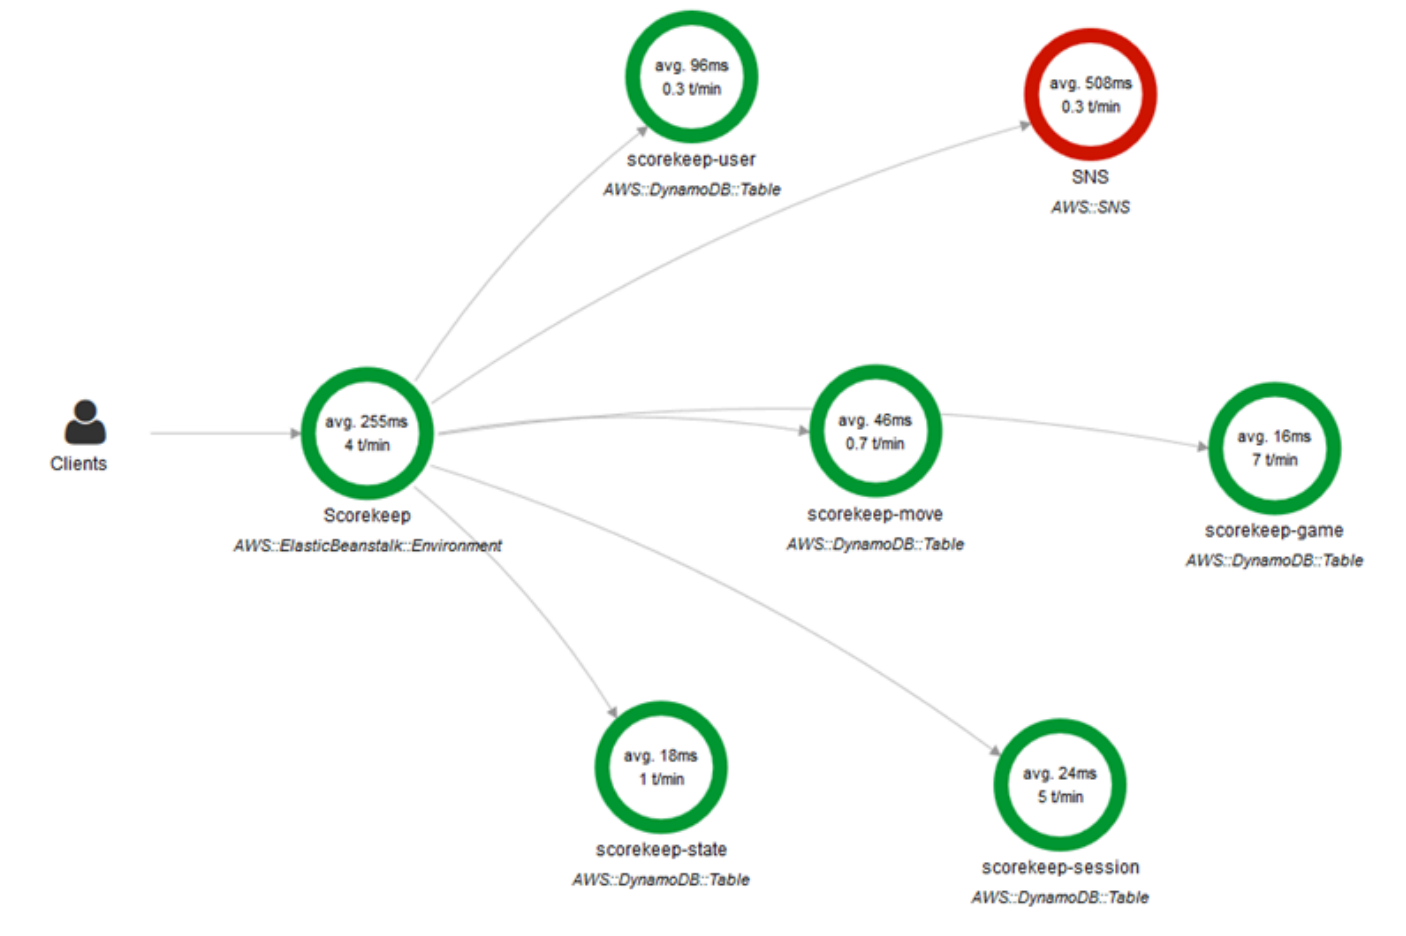 avg. 96ms
0.3 t/min
scorekeep-user
AWS::DynamoDB::Table
avg. 508ms
0.3 t/min
SNS
AWS::SNS
Clients
avg. 255ms
4 t/min
Scorekeep
AWS::ElasticBeanstalk::Environment
avg. 46ms
0.7 t/min
scorekeep-move
AWS::DynamoDB::Table
avg. 16ms
7 t/min
scorekeep-game
AWS::DynamoDB::Table
avg. 18ms
1 t/min
scorekeep-state
AWS::DynamoDB::Table
avg. 24ms
5 t/min
scorekeep-session
AWS::DynamoDB::Table